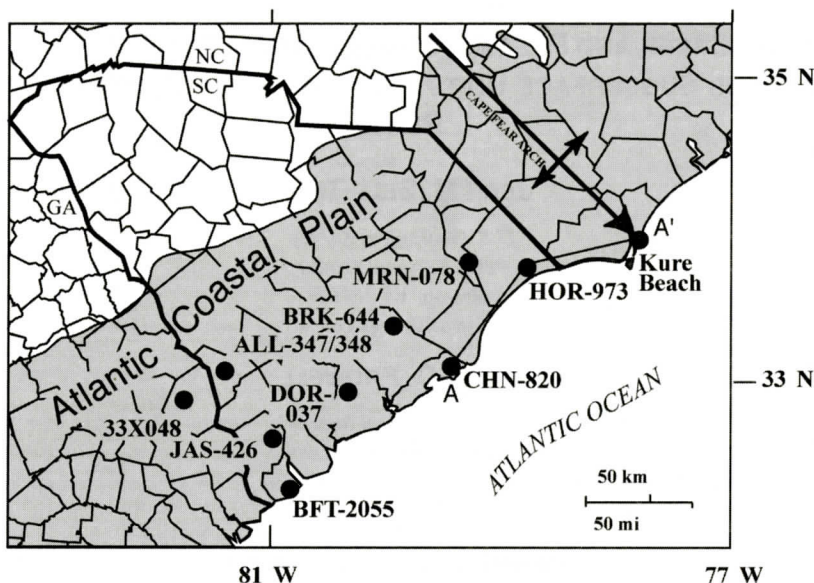 NC
SC
35 N
CAPE FEAR ARCH
GA
A'
Kure
Beach
Atlantic Coastal Plain
MRN-078
HOR-973
BRK-644
ALL-347/348
CHN-820
A
33 N
DOR-
037
33X048
JAS-426
ATLANTIC OCEAN
BFT-2055
50 km
50 mi
81 W
77 W